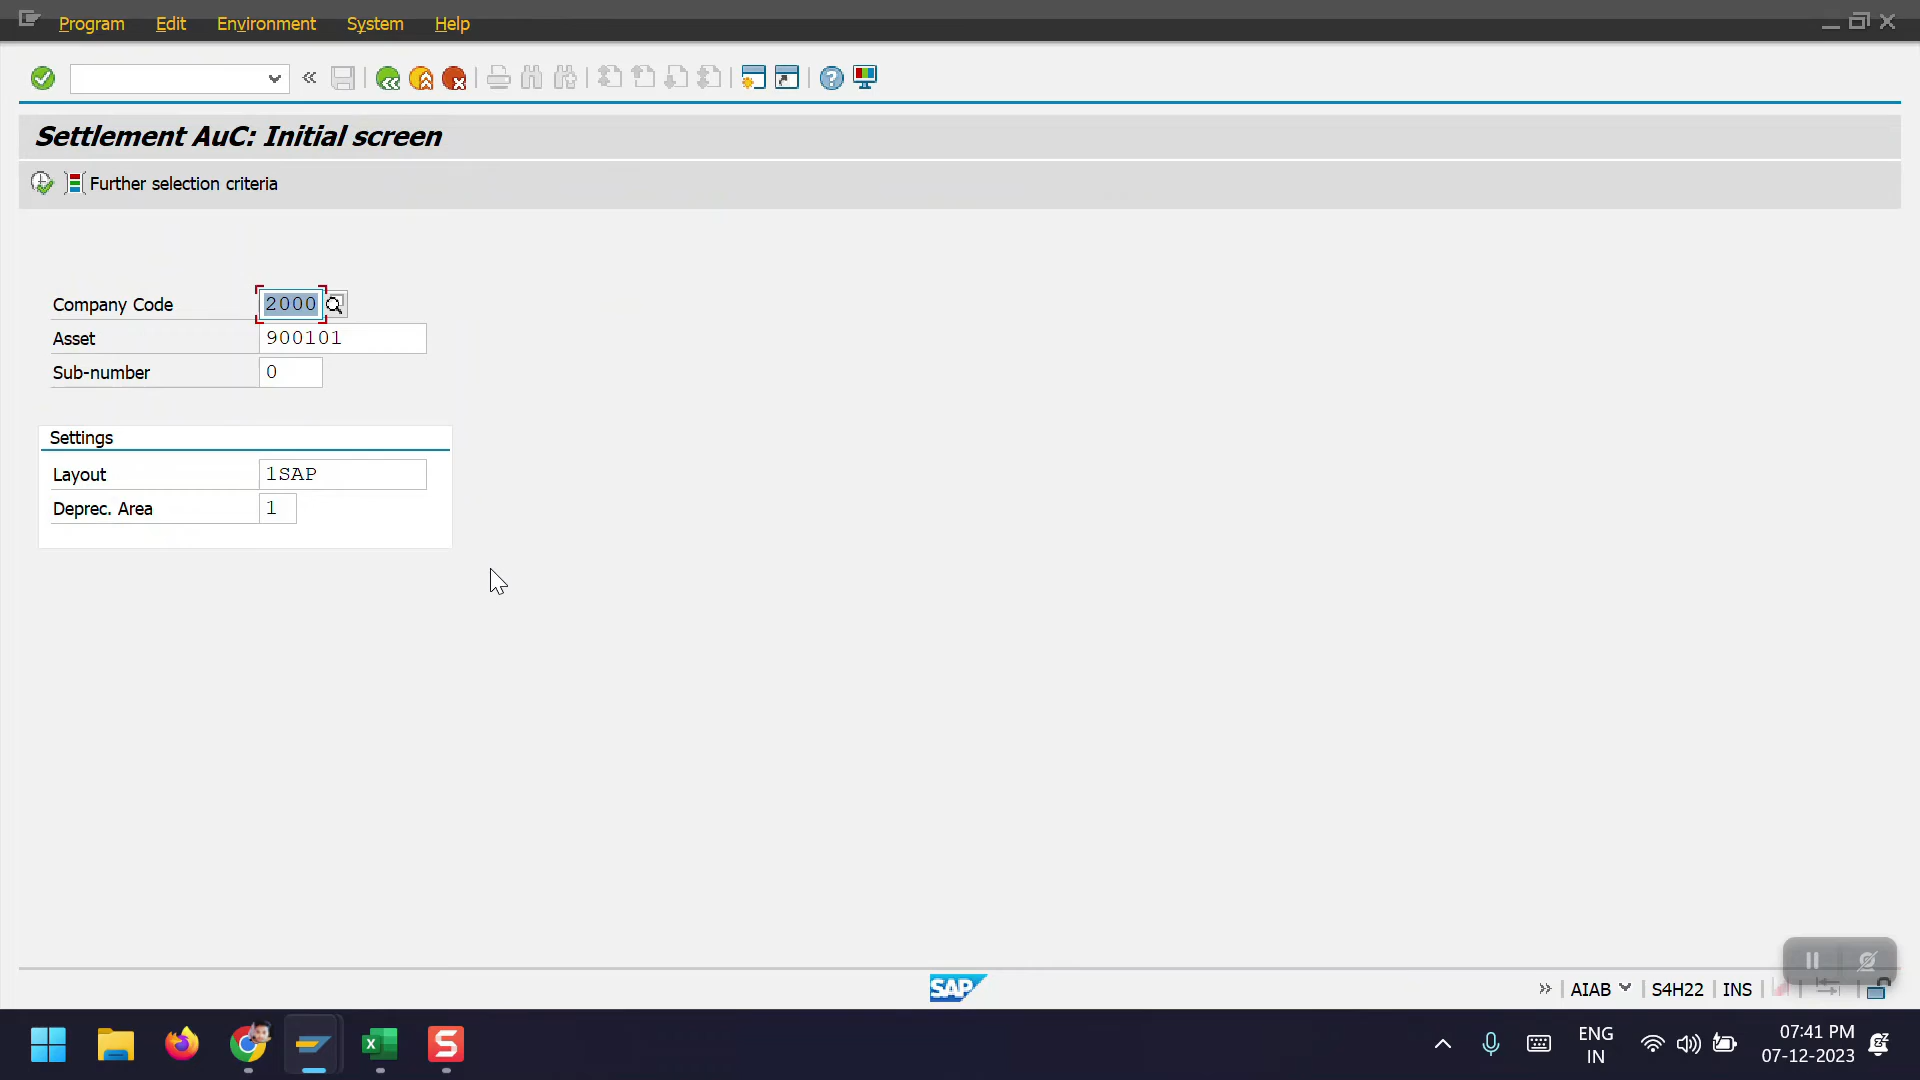 Program Edit Environment System Help
Settlement AuC: Initial screen
Further selection criteria
Company Code 2000
Asset 900101
Sub-number 0
Settings
Layout 1SAP
Deprec. Area 1
SAP AIAB S4H22 INS
ENG
IN
07:41 PM
07-12-2023